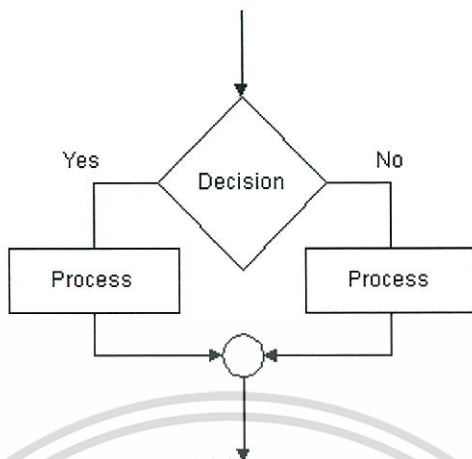 Yes
No
Decision
Process
Process